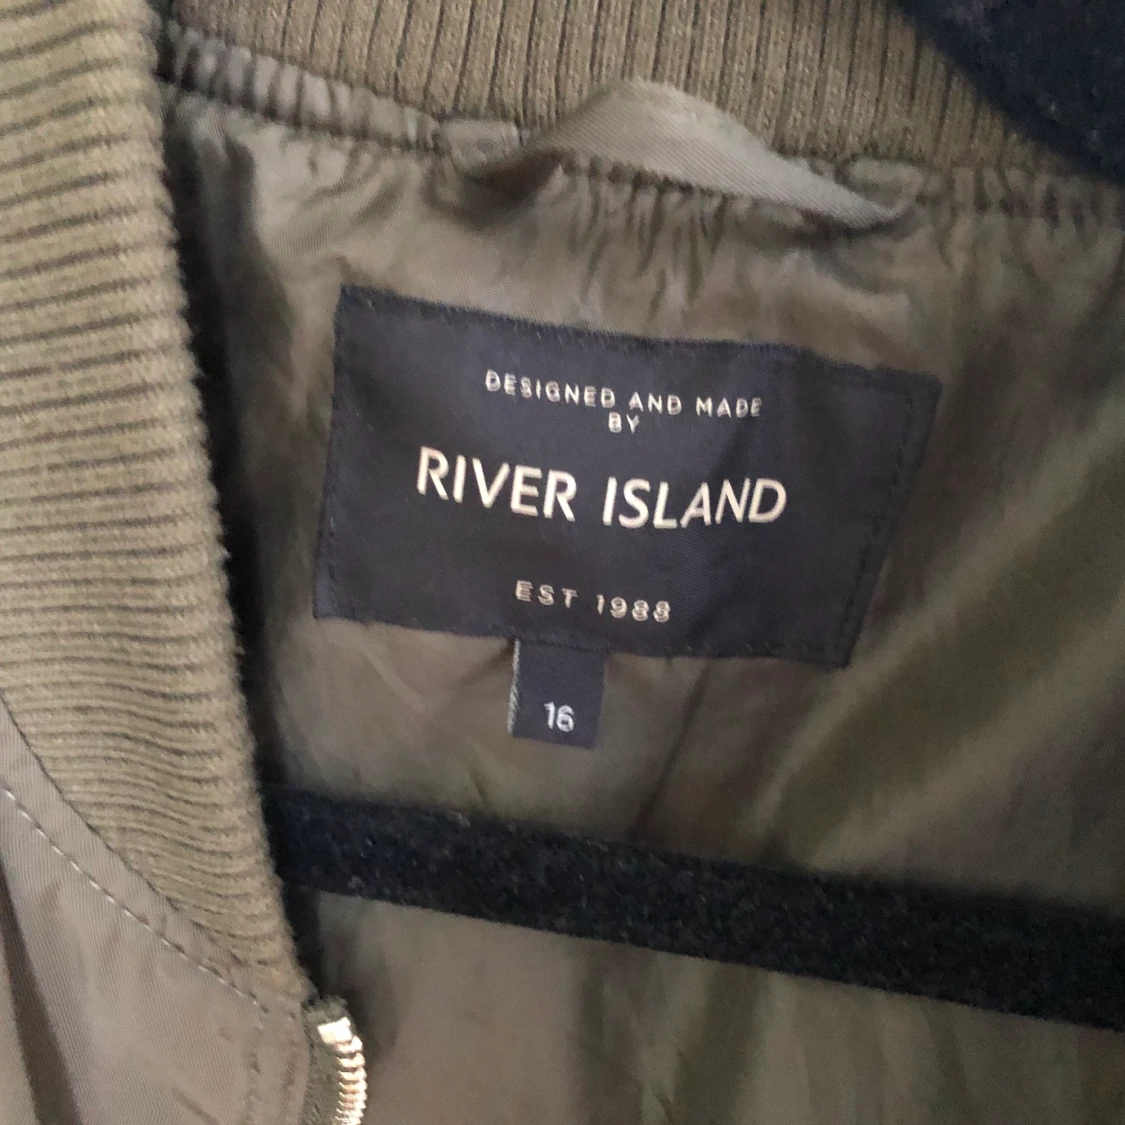 DESIGNED AND MADE
BY
RIVER ISLAND
EST 1988
16